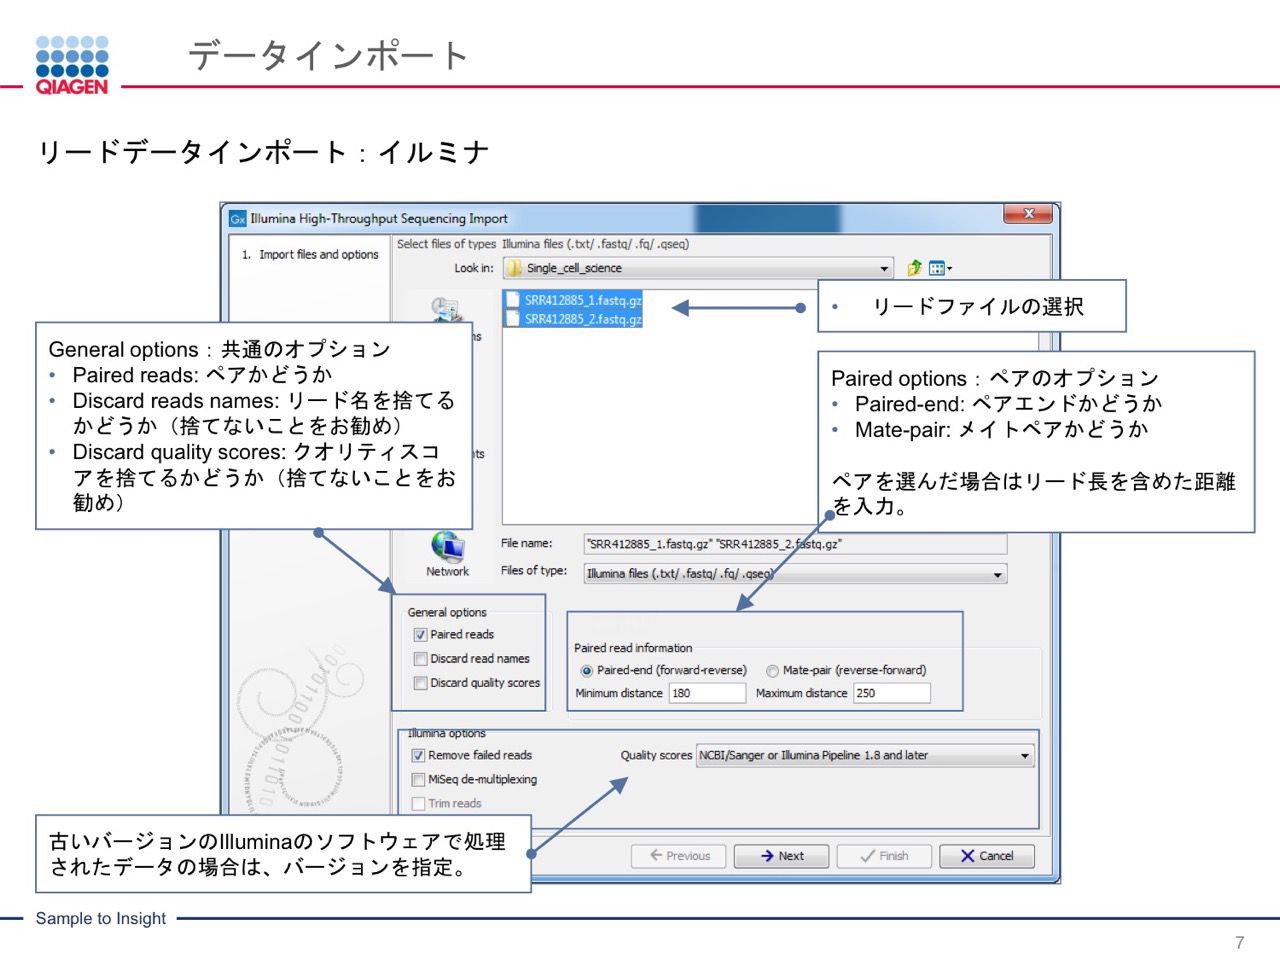 QIAGEN
データインポート
リードデータインポート：イルミナ
Gx Illumina High-Throughput Sequencing Import
1. Import files and options
Select files of types Illumina files (.txt/ .fastq/ .fq/ .qseq)
Look in: Single_cell_science
SRR412885_1.fastq.gz
SRR412885_2.fastq.gz
• リードファイルの選択
General options：共通のオプション
• Paired reads: ペアかどうか
• Discard reads names: リード名を捨てる
かどうか（捨てないことをお勧め）
• Discard quality scores: クオリティスコ
アを捨てるかどうか（捨てないことをお
勧め）
Paired options：ペアのオプション
• Paired-end: ペアエンドかどうか
• Mate-pair: メイトペアかどうか
ペアを選んだ場合はリード長を含めた距離
を入力。
Network
File name: "SRR412885_1.fastq.gz" "SRR412885_2.fastq.gz"
Files of type: Illumina files (.txt/ .fastq/ .fq/ .qseq)
General options
Paired reads
Discard read names
Discard quality scores
Paired read information
Paired-end (forward-reverse) Mate-pair (reverse-forward)
Minimum distance 180 Maximum distance 250
Illumina options
Remove failed reads Quality scores NCBI/Sanger or Illumina Pipeline 1.8 and later
MiSeq de-multiplexing
Trim reads
古いバージョンのIlluminaのソフトウェアで処理
されたデータの場合は、バージョンを指定。
Previous Next Finish Cancel
Sample to Insight
7